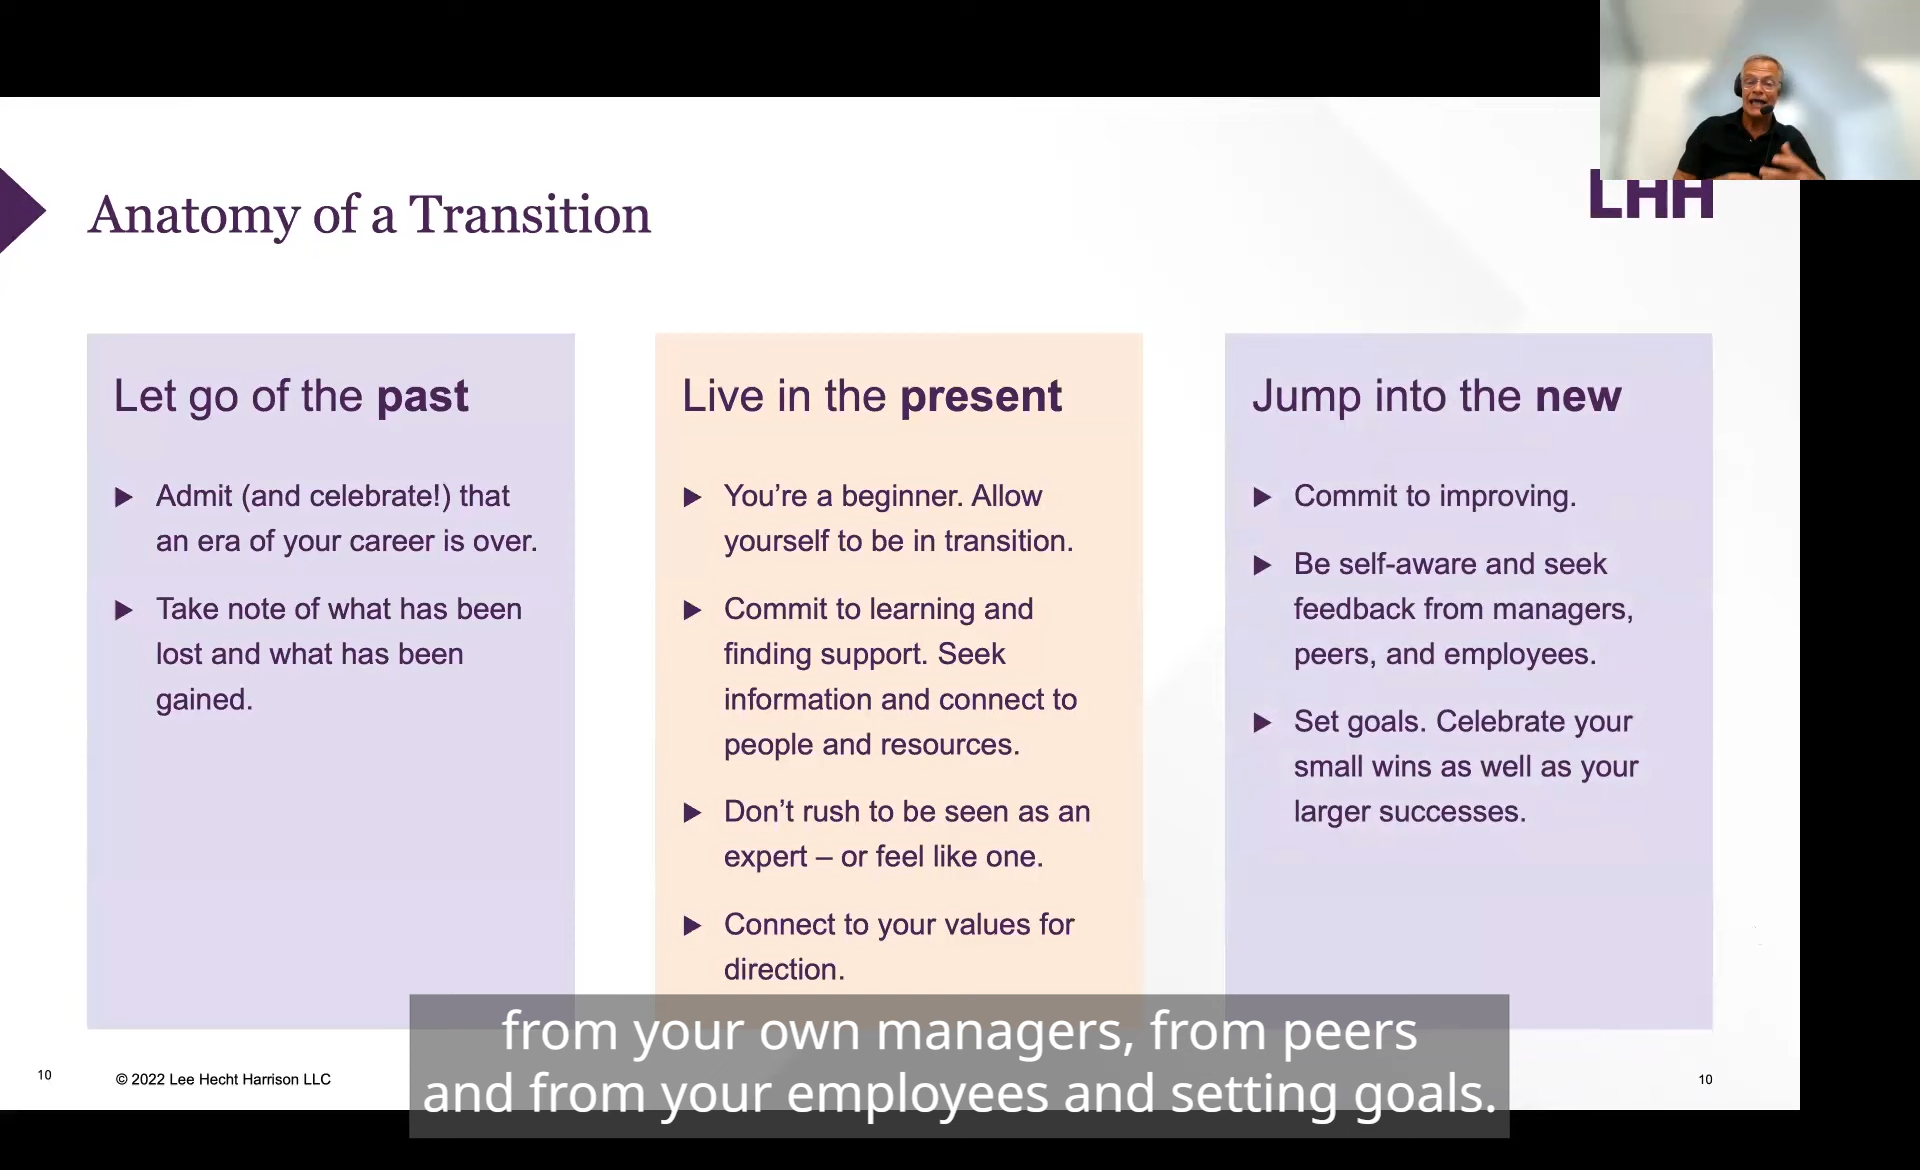 LHH
Anatomy of a Transition
Let go of the past
▶ Admit (and celebrate!) that
an era of your career is over.
▶ Take note of what has been
lost and what has been
gained.
Live in the present
▶ You’re a beginner. Allow
yourself to be in transition.
▶ Commit to learning and
finding support. Seek
information and connect to
people and resources.
▶ Don’t rush to be seen as an
expert – or feel like one.
▶ Connect to your values for
direction.
Jump into the new
▶ Commit to improving.
▶ Be self-aware and seek
feedback from managers,
peers, and employees.
▶ Set goals. Celebrate your
small wins as well as your
larger successes.
from your own managers, from peers
and from your employees and setting goals.
10
© 2022 Lee Hecht Harrison LLC
10